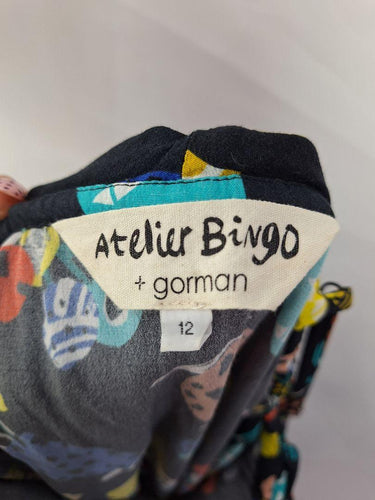 Atelier Bingo
+ gorman
12